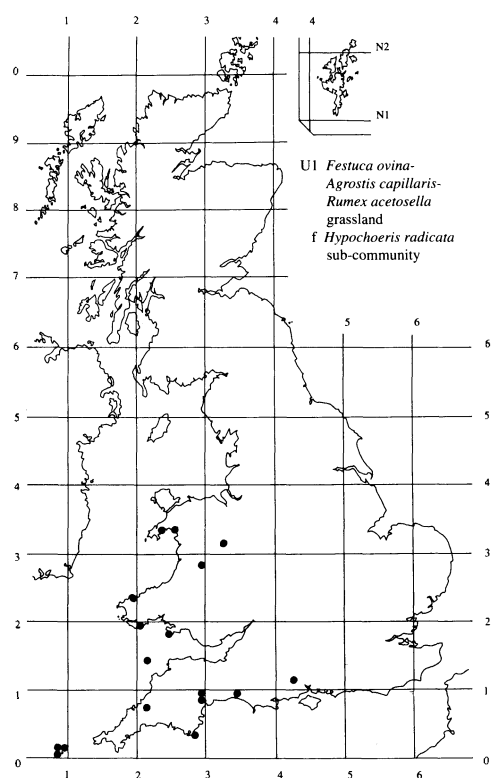 1 2 3 4
N2
0
N1
9
U1 Festuca ovina-
Agrostis capillaris-
Rumex acetosella
grassland
f Hypochoeris radicata
sub-community
8
7
5 6
6 6
5 5
4 4
3 3
2 2
1 1
0 0
1 2 3 4 5 6